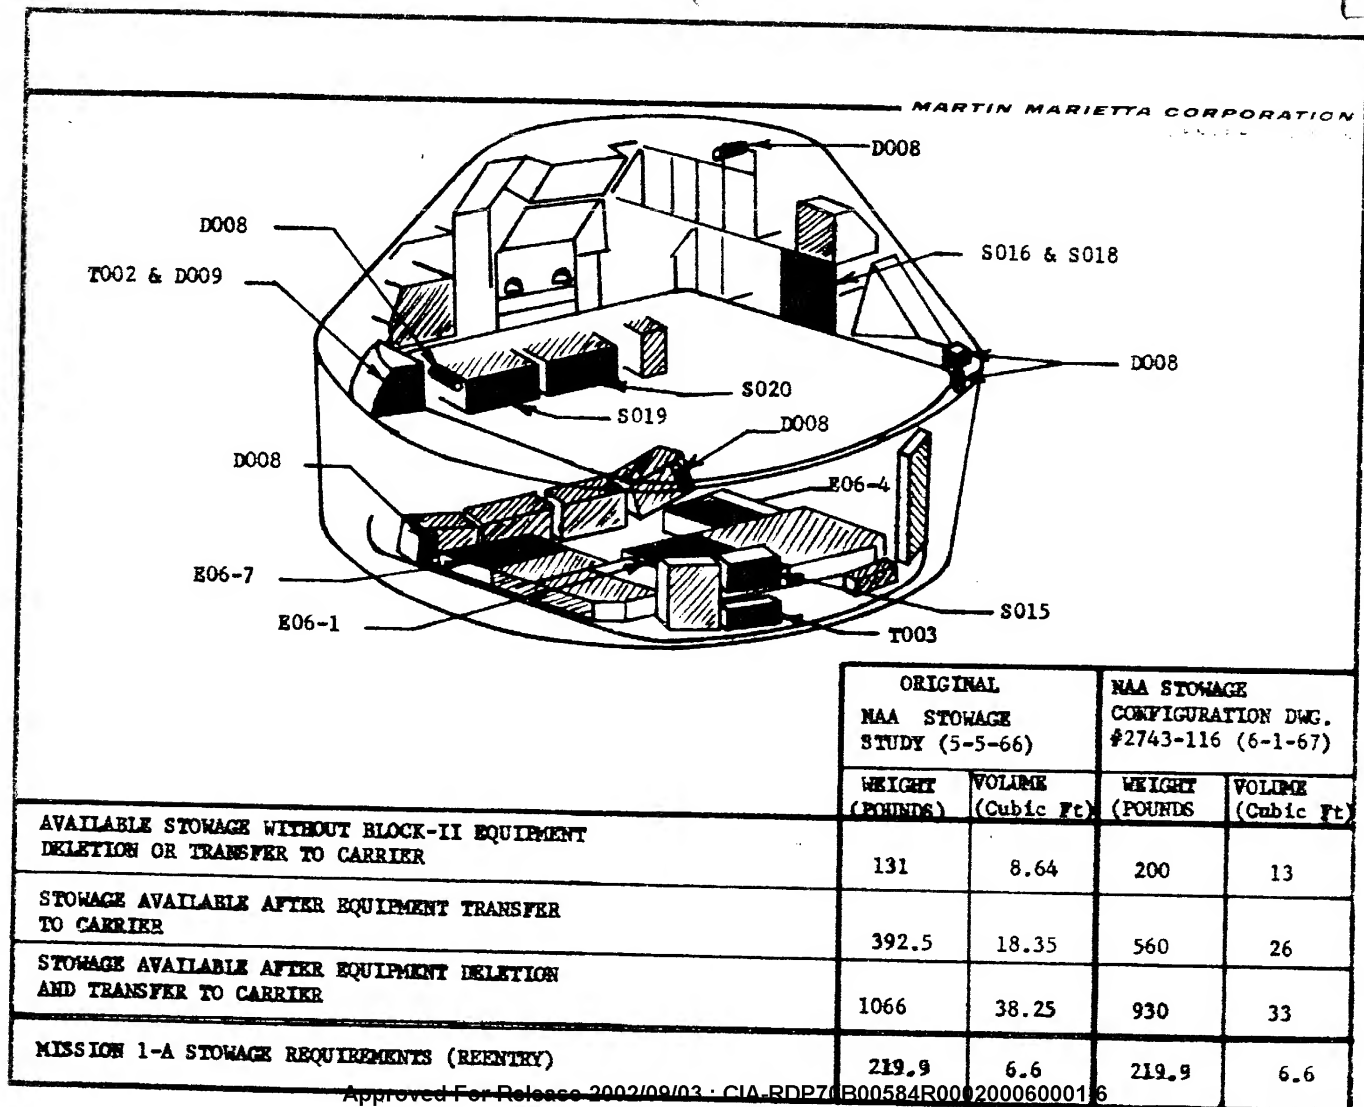 MARTIN MARIETTA CORPORATION
D008
D008
T002 & D009
S016 & S018
D008
S020
S019
D008
D008
E06-4
E06-7
E06-1
S015
T003
ORIGINAL
NAA STOWAGE
STUDY (5-5-66)
NAA STOWAGE
CONFIGURATION DWG.
#2743-116 (6-1-67)
WEIGHT
(POUNDS)
VOLUME
(Cubic Ft)
WEIGHT
(POUNDS
VOLUME
(Cubic Ft)
AVAILABLE STOWAGE WITHOUT BLOCK-II EQUIPMENT
DELETION OR TRANSFER TO CARRIER
131 8.64 200 13
STOWAGE AVAILABLE AFTER EQUIPMENT TRANSFER
TO CARRIER
392.5 18.35 560 26
STOWAGE AVAILABLE AFTER EQUIPMENT DELETION
AND TRANSFER TO CARRIER
1066 38.25 930 33
MISSION 1-A STOWAGE REQUIREMENTS (REENTRY)
219.9 6.6 219.9 6.6
Approved For Release 2002/09/03 : CIA-RDP70B00584R000200060001-6